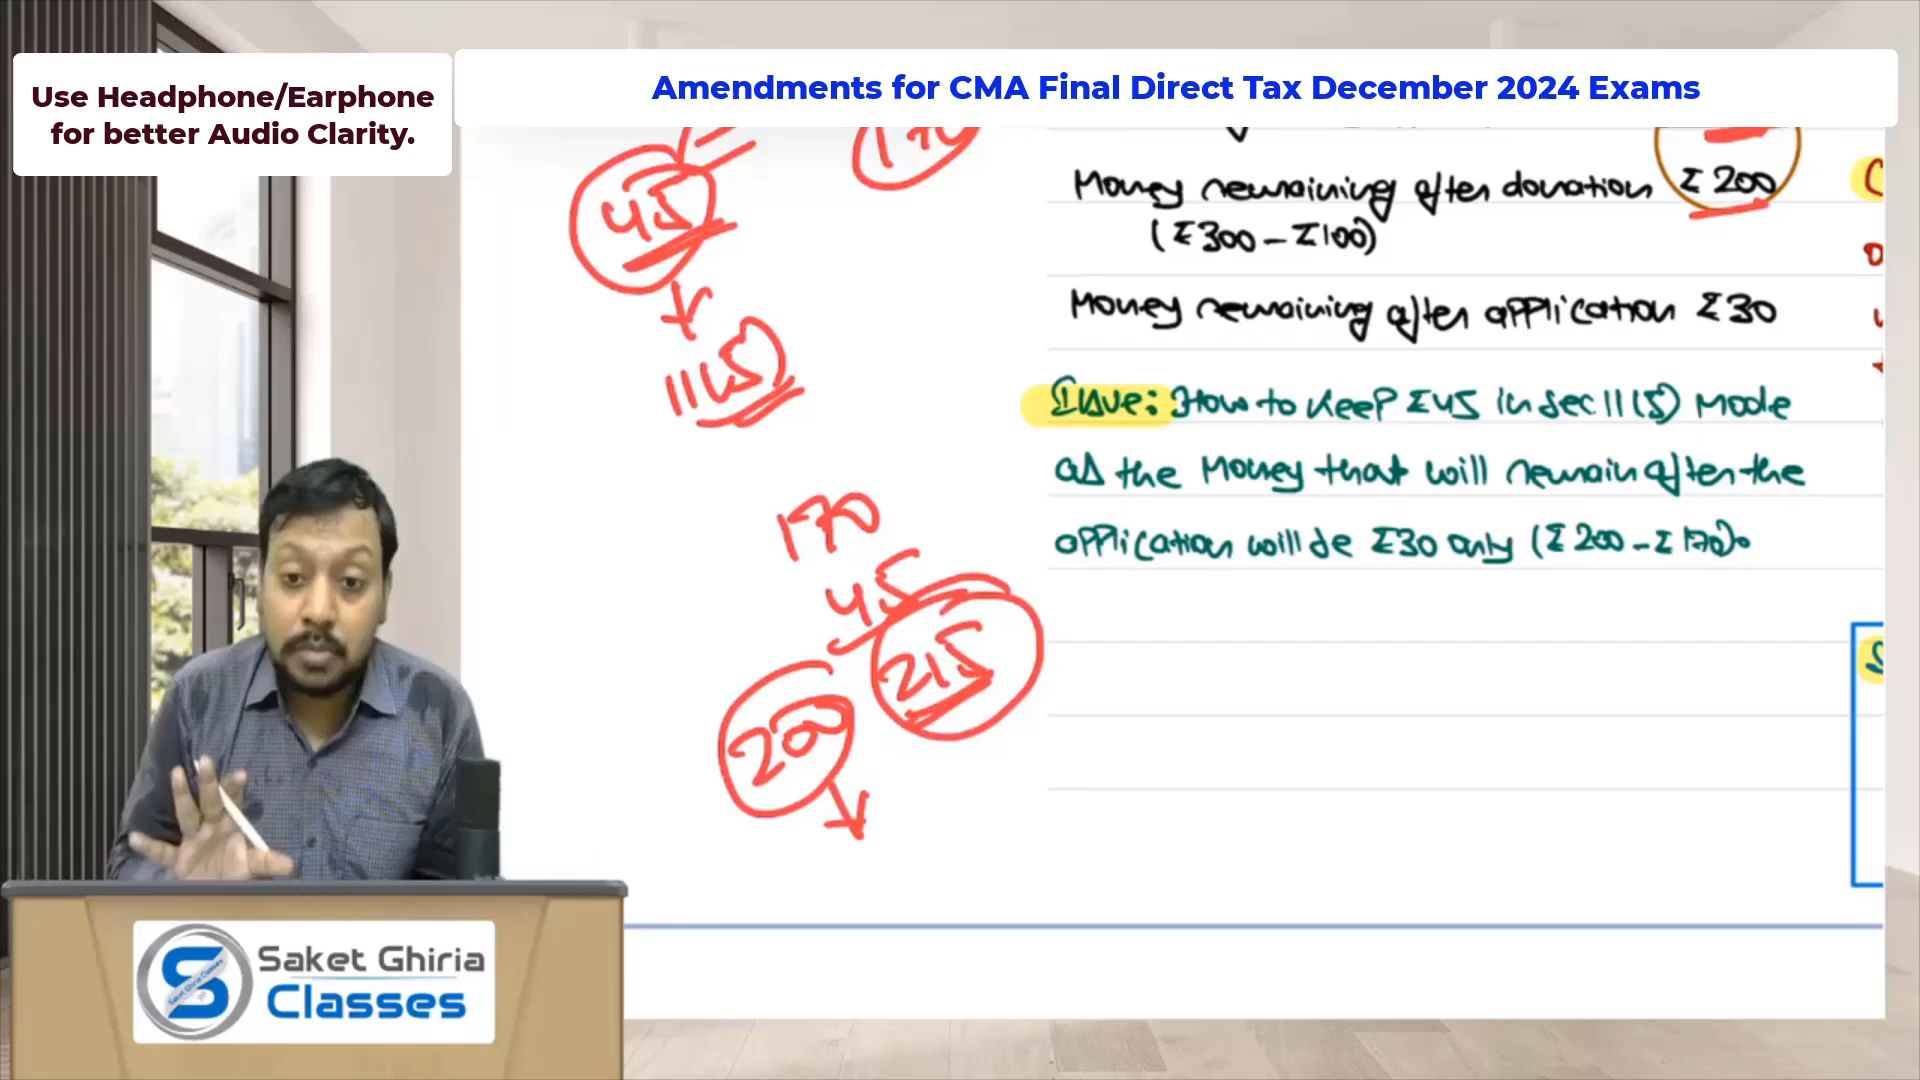 Use Headphone/Earphone
for better Audio Clarity.
Amendments for CMA Final Direct Tax December 2024 Exams
45
170
11(5)
Money remaining after donation ₹200
(₹300-₹100)
Money remaining after application ₹30
Issue: How to keep ₹45 in sec 11(5) mode
as the money that will remain after the
application will be ₹30 only (₹200-₹170).
170
45
215
200
Saket Ghiria
Classes